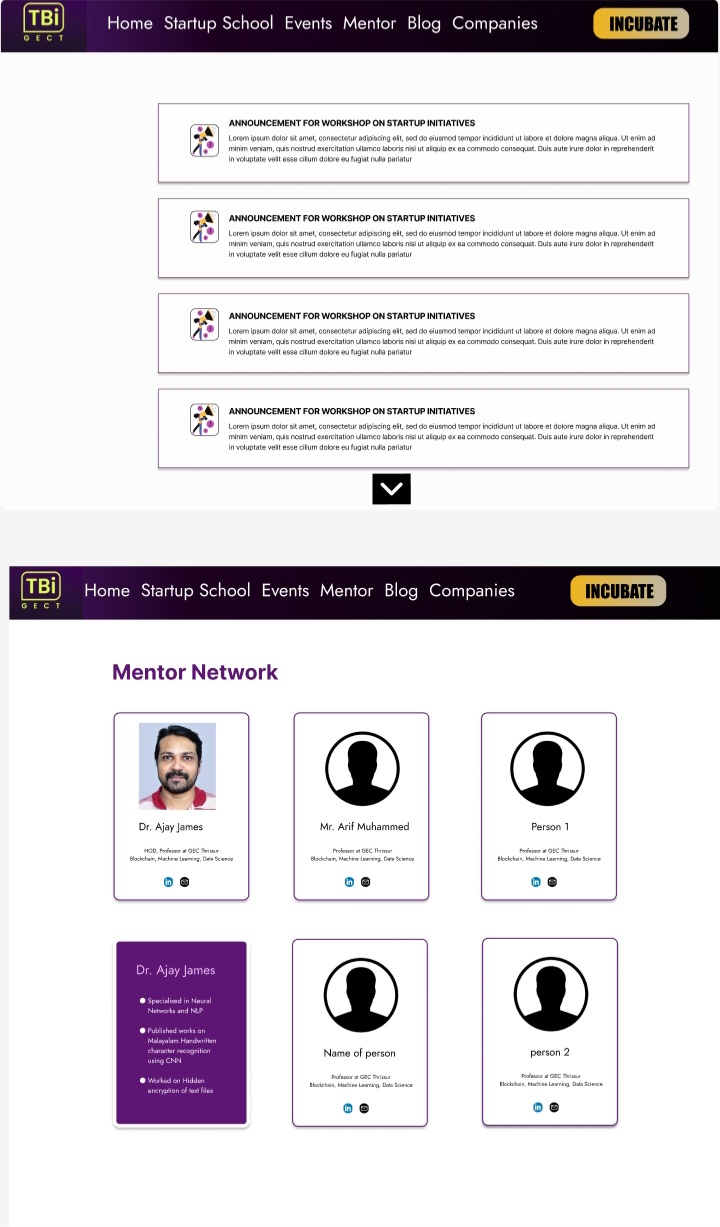 TBi
GECT
Home Startup School Events Mentor Blog Companies
INCUBATE
ANNOUNCEMENT FOR WORKSHOP ON STARTUP INITIATIVES
Lorem ipsum dolor sit amet, consectetur adipiscing elit, sed do eiusmod tempor incididunt ut labore et dolore magna aliqua. Ut enim ad
minim veniam, quis nostrud exercitation ullamco laboris nisi ut aliquip ex ea commodo consequat. Duis aute irure dolor in reprehenderit
in voluptate velit esse cillum dolore eu fugiat nulla pariatur
ANNOUNCEMENT FOR WORKSHOP ON STARTUP INITIATIVES
Lorem ipsum dolor sit amet, consectetur adipiscing elit, sed do eiusmod tempor incididunt ut labore et dolore magna aliqua. Ut enim ad
minim veniam, quis nostrud exercitation ullamco laboris nisi ut aliquip ex ea commodo consequat. Duis aute irure dolor in reprehenderit
in voluptate velit esse cillum dolore eu fugiat nulla pariatur
ANNOUNCEMENT FOR WORKSHOP ON STARTUP INITIATIVES
Lorem ipsum dolor sit amet, consectetur adipiscing elit, sed do eiusmod tempor incididunt ut labore et dolore magna aliqua. Ut enim ad
minim veniam, quis nostrud exercitation ullamco laboris nisi ut aliquip ex ea commodo consequat. Duis aute irure dolor in reprehenderit
in voluptate velit esse cillum dolore eu fugiat nulla pariatur
ANNOUNCEMENT FOR WORKSHOP ON STARTUP INITIATIVES
Lorem ipsum dolor sit amet, consectetur adipiscing elit, sed do eiusmod tempor incididunt ut labore et dolore magna aliqua. Ut enim ad
minim veniam, quis nostrud exercitation ullamco laboris nisi ut aliquip ex ea commodo consequat. Duis aute irure dolor in reprehenderit
in voluptate velit esse cillum dolore eu fugiat nulla pariatur
TBi
GECT
Home Startup School Events Mentor Blog Companies
INCUBATE
Mentor Network
Dr. Ajay James
HOD, Professor at GEC Thrissur
Blockchain, Machine Learning, Data Science
in
Mr. Arif Muhammed
Professor at GEC Thrissur
Blockchain, Machine Learning, Data Science
in
Person 1
Professor at GEC Thrissur
Blockchain, Machine Learning, Data Science
in
Dr. Ajay James
Specialised in Neural
Networks and NLP
Published works on
Malayalam Handwritten
character recognition
using CNN
Worked on Hidden
encryption of text files
Name of person
Professor at GEC Thrissur
Blockchain, Machine Learning, Data Science
in
person 2
Professor at GEC Thrissur
Blockchain, Machine Learning, Data Science
in